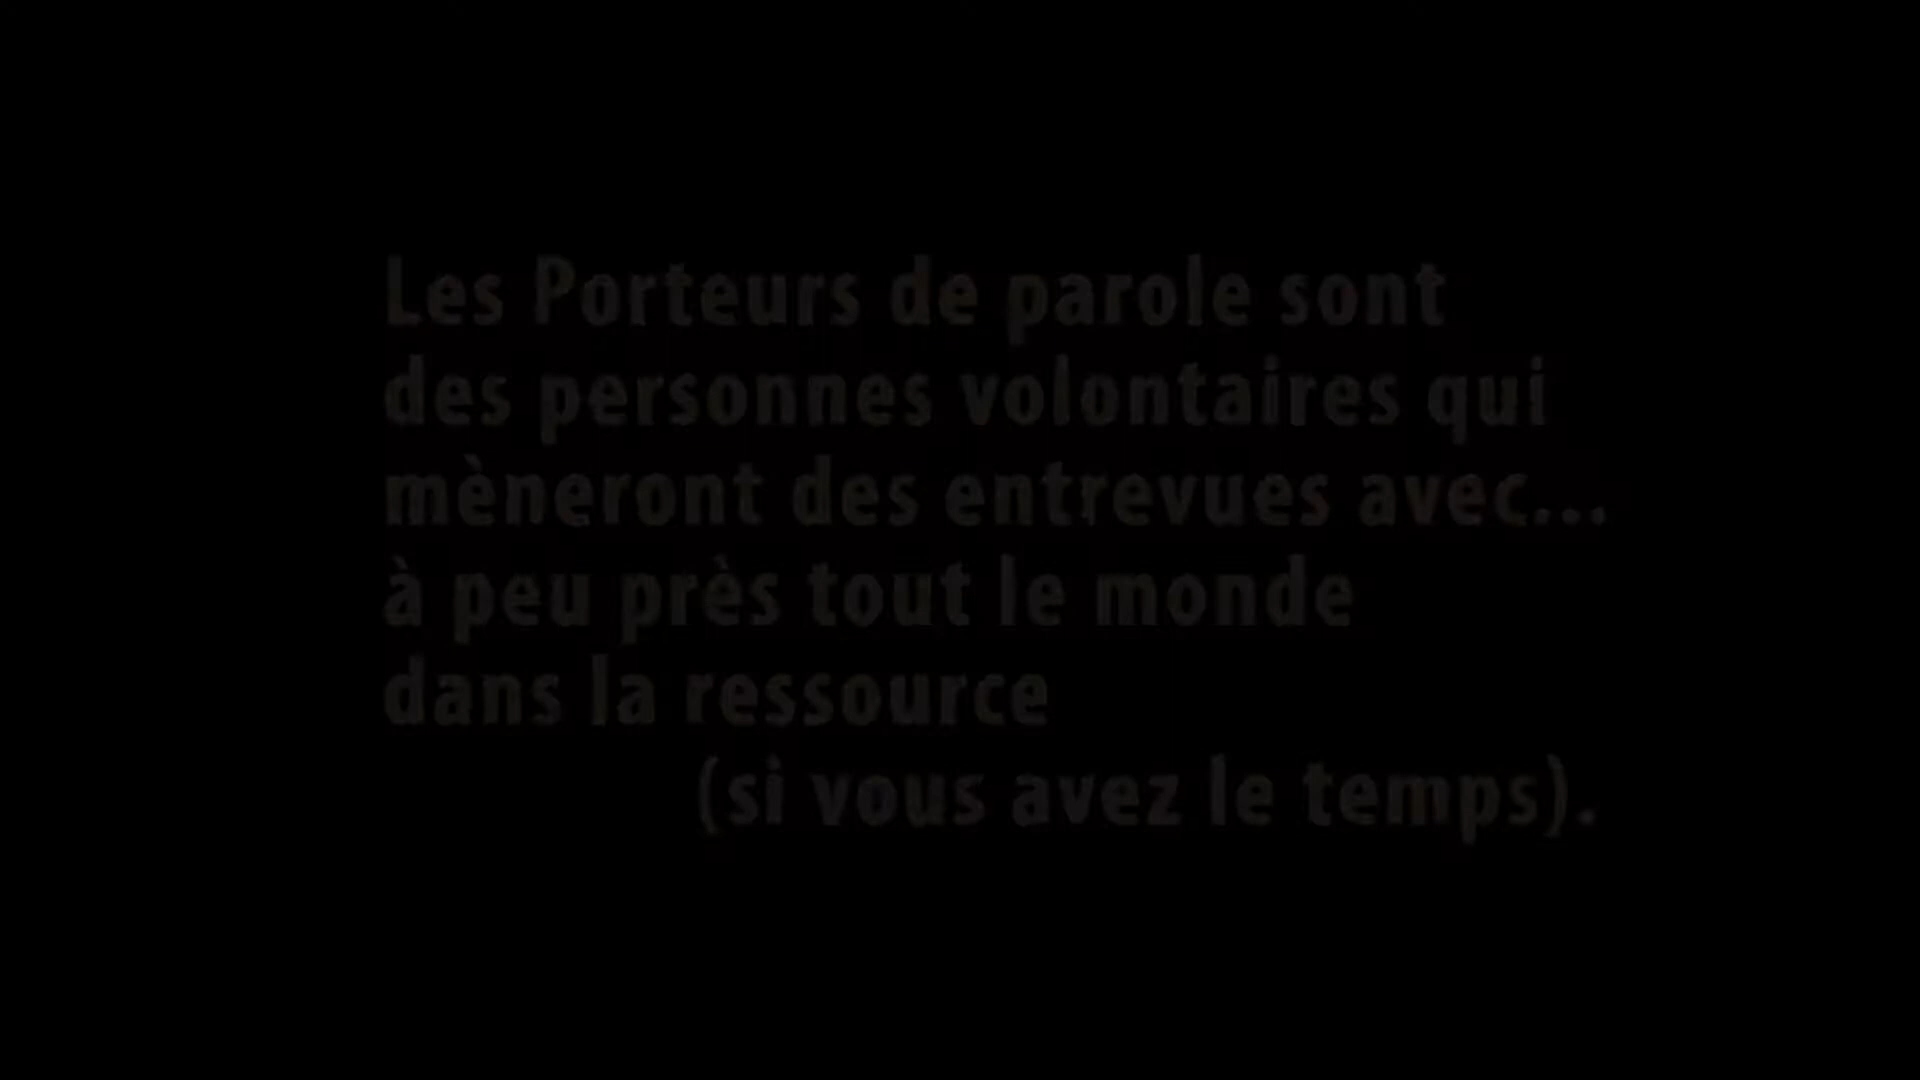 Les Porteurs de parole sont
des personnes volontaires qui
mèneront des entrevues avec...
à peu près tout le monde
dans la ressource
(si vous avez le temps).